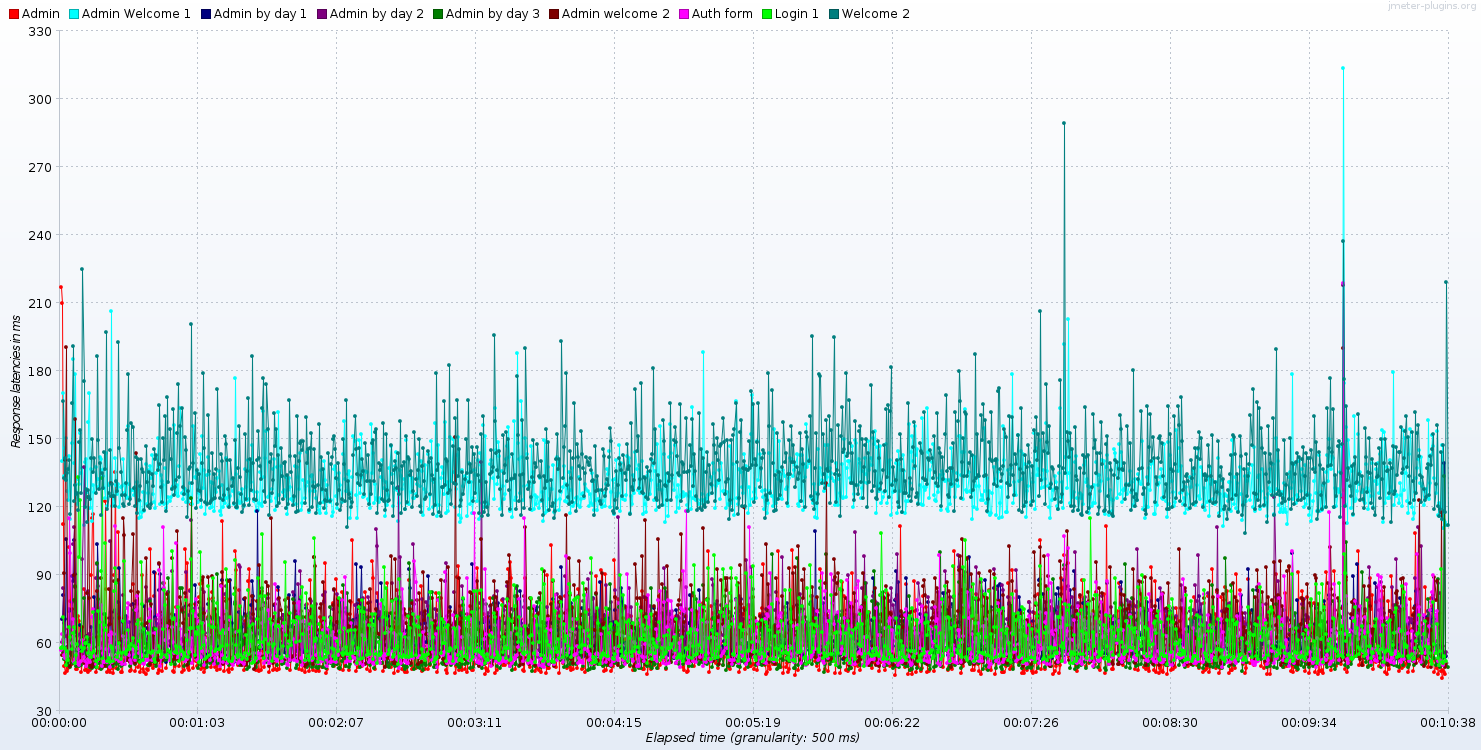 Admin Admin Welcome 1 Admin by day 1 Admin by day 2 Admin by day 3 Admin welcome 2 Auth form Login 1 Welcome 2
jmeter-plugins.org
330
300
270
240
210
180
150
120
90
60
30
Response latencies in ms
00:00:00 00:01:03 00:02:07 00:03:11 00:04:15 00:05:19 00:06:22 00:07:26 00:08:30 00:09:34 00:10:38
Elapsed time (granularity: 500 ms)